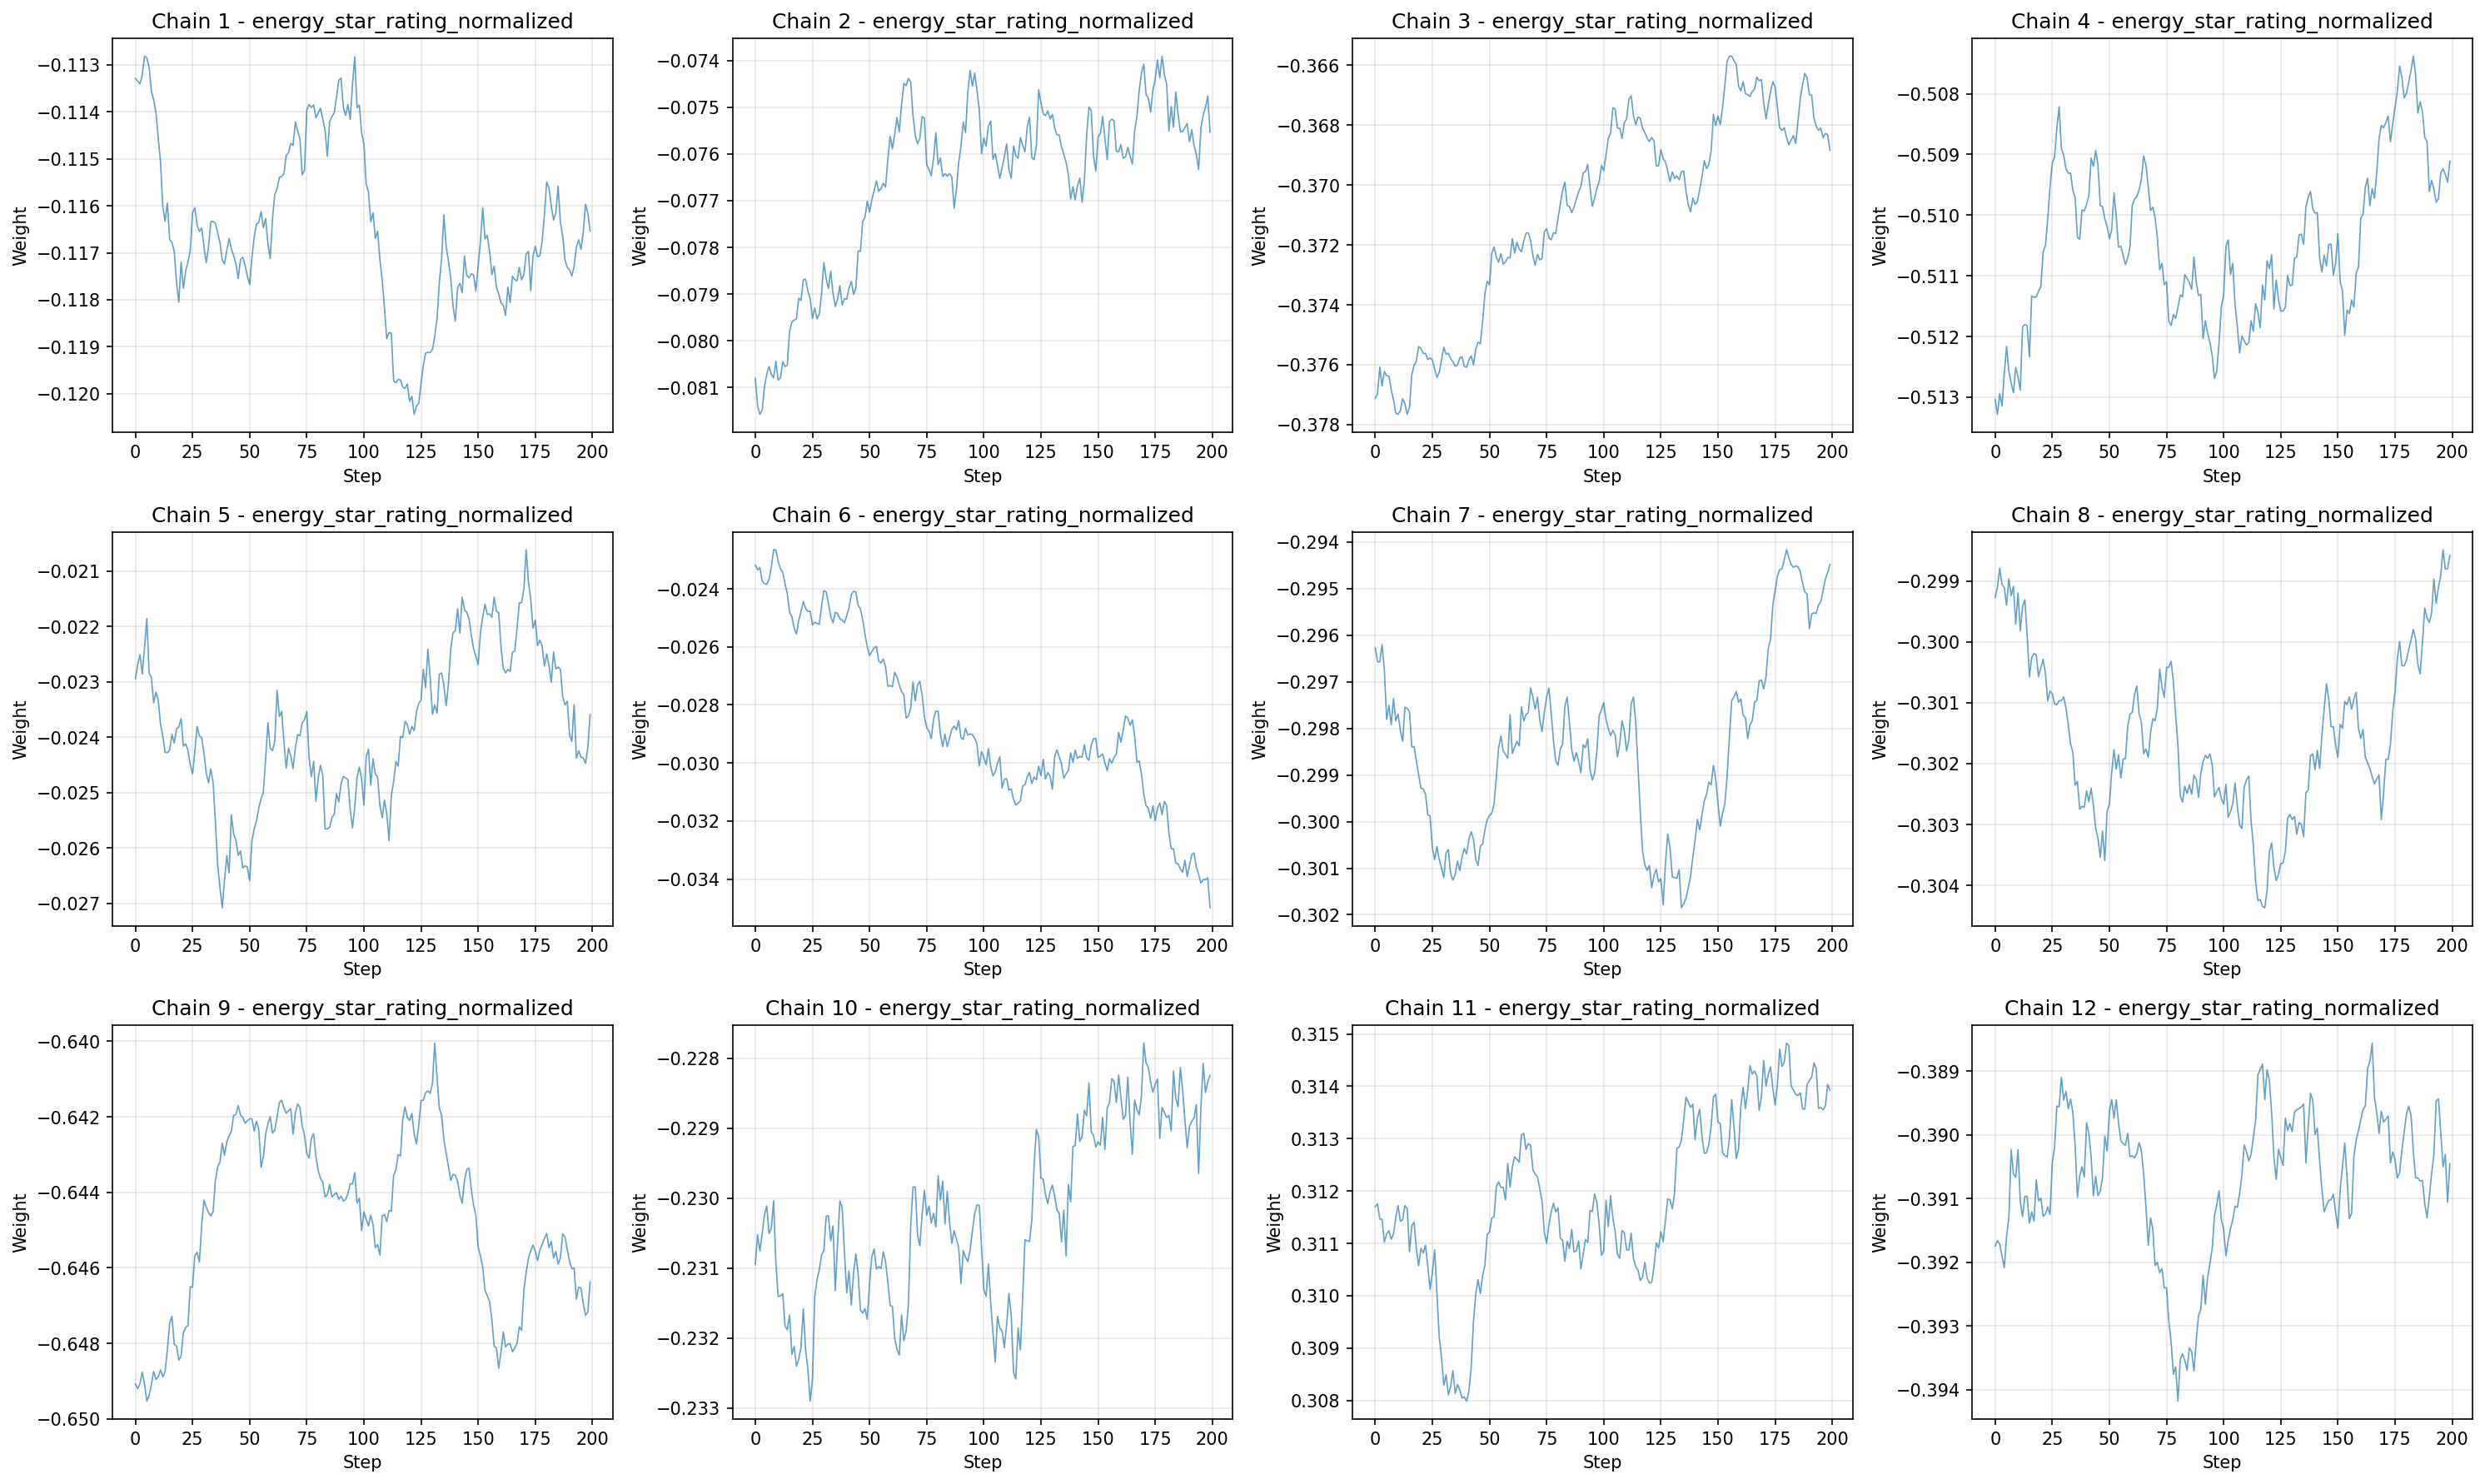 Chain 1 - energy_star_rating_normalized
Weight
−0.113
−0.114
−0.115
−0.116
−0.117
−0.118
−0.119
−0.120
0 25 50 75 100 125 150 175 200
Step
Chain 2 - energy_star_rating_normalized
Weight
−0.074
−0.075
−0.076
−0.077
−0.078
−0.079
−0.080
−0.081
0 25 50 75 100 125 150 175 200
Step
Chain 3 - energy_star_rating_normalized
Weight
−0.366
−0.368
−0.370
−0.372
−0.374
−0.376
−0.378
0 25 50 75 100 125 150 175 200
Step
Chain 4 - energy_star_rating_normalized
Weight
−0.508
−0.509
−0.510
−0.511
−0.512
−0.513
0 25 50 75 100 125 150 175 200
Step
Chain 5 - energy_star_rating_normalized
Weight
−0.021
−0.022
−0.023
−0.024
−0.025
−0.026
−0.027
0 25 50 75 100 125 150 175 200
Step
Chain 6 - energy_star_rating_normalized
Weight
−0.024
−0.026
−0.028
−0.030
−0.032
−0.034
0 25 50 75 100 125 150 175 200
Step
Chain 7 - energy_star_rating_normalized
Weight
−0.294
−0.295
−0.296
−0.297
−0.298
−0.299
−0.300
−0.301
−0.302
0 25 50 75 100 125 150 175 200
Step
Chain 8 - energy_star_rating_normalized
Weight
−0.299
−0.300
−0.301
−0.302
−0.303
−0.304
0 25 50 75 100 125 150 175 200
Step
Chain 9 - energy_star_rating_normalized
Weight
−0.640
−0.642
−0.644
−0.646
−0.648
−0.650
0 25 50 75 100 125 150 175 200
Step
Chain 10 - energy_star_rating_normalized
Weight
−0.228
−0.229
−0.230
−0.231
−0.232
−0.233
0 25 50 75 100 125 150 175 200
Step
Chain 11 - energy_star_rating_normalized
Weight
0.315
0.314
0.313
0.312
0.311
0.310
0.309
0.308
0 25 50 75 100 125 150 175 200
Step
Chain 12 - energy_star_rating_normalized
Weight
−0.389
−0.390
−0.391
−0.392
−0.393
−0.394
0 25 50 75 100 125 150 175 200
Step